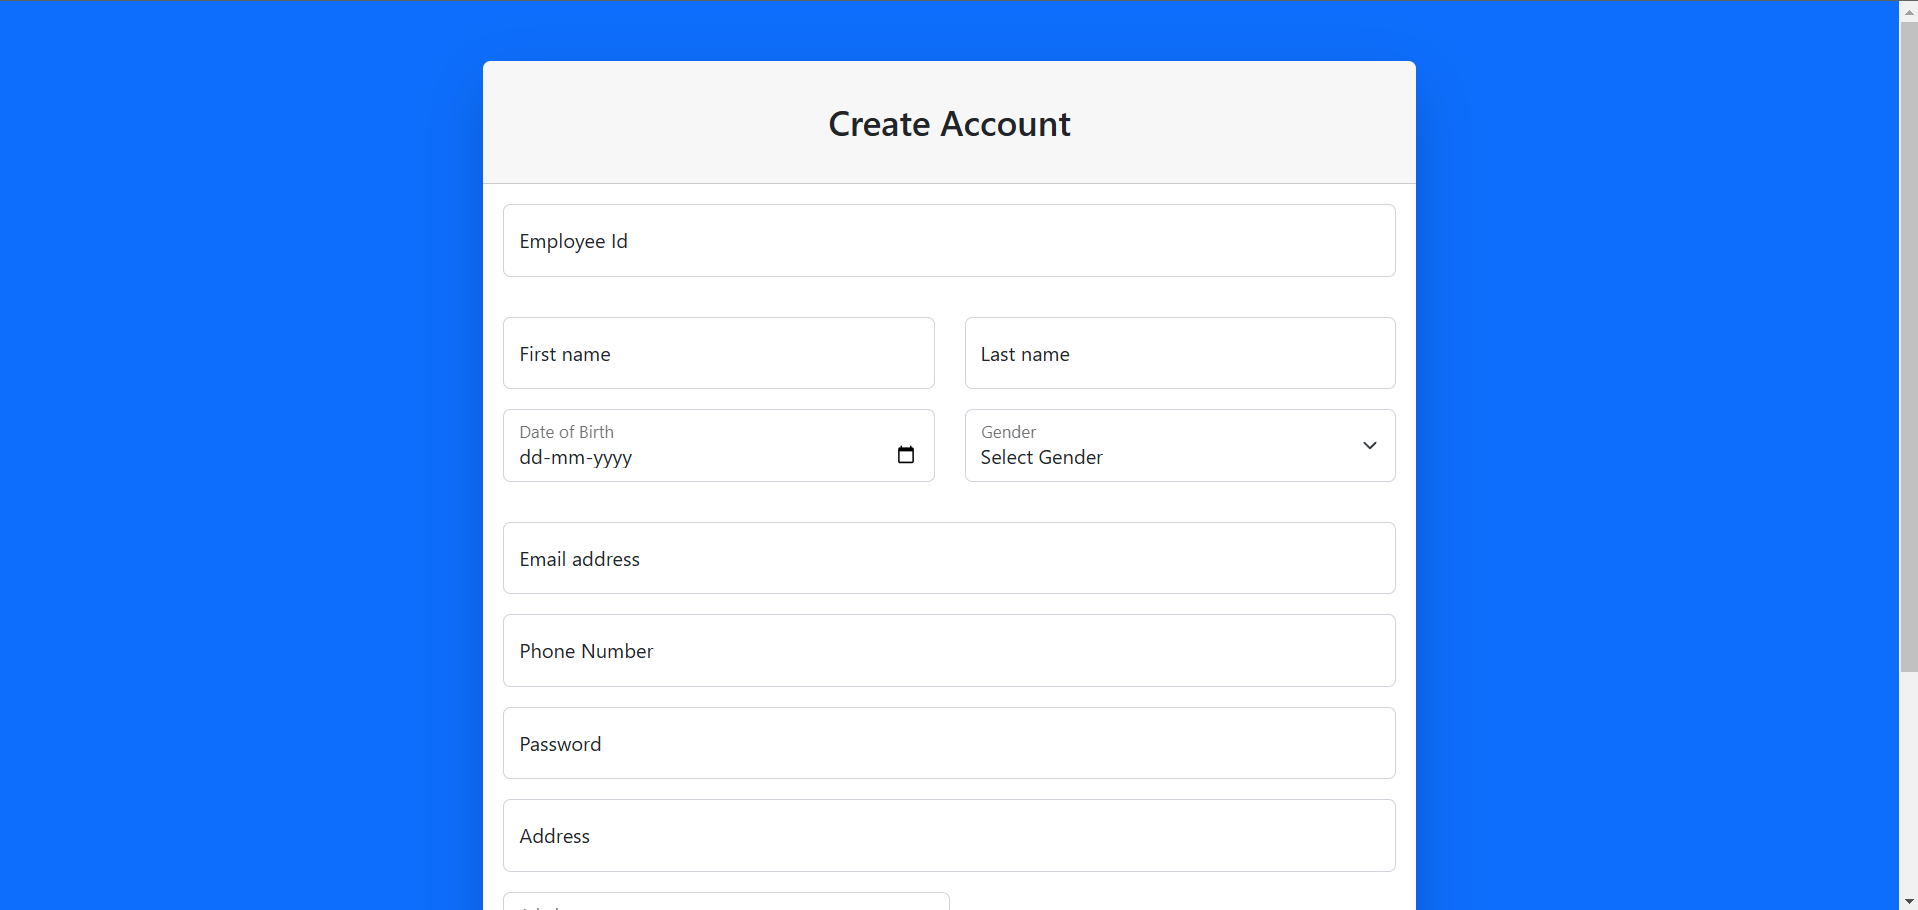 Create Account
Employee Id
First name
Last name
Date of Birth
dd-mm-yyyy
Gender
Select Gender
Email address
Phone Number
Password
Address